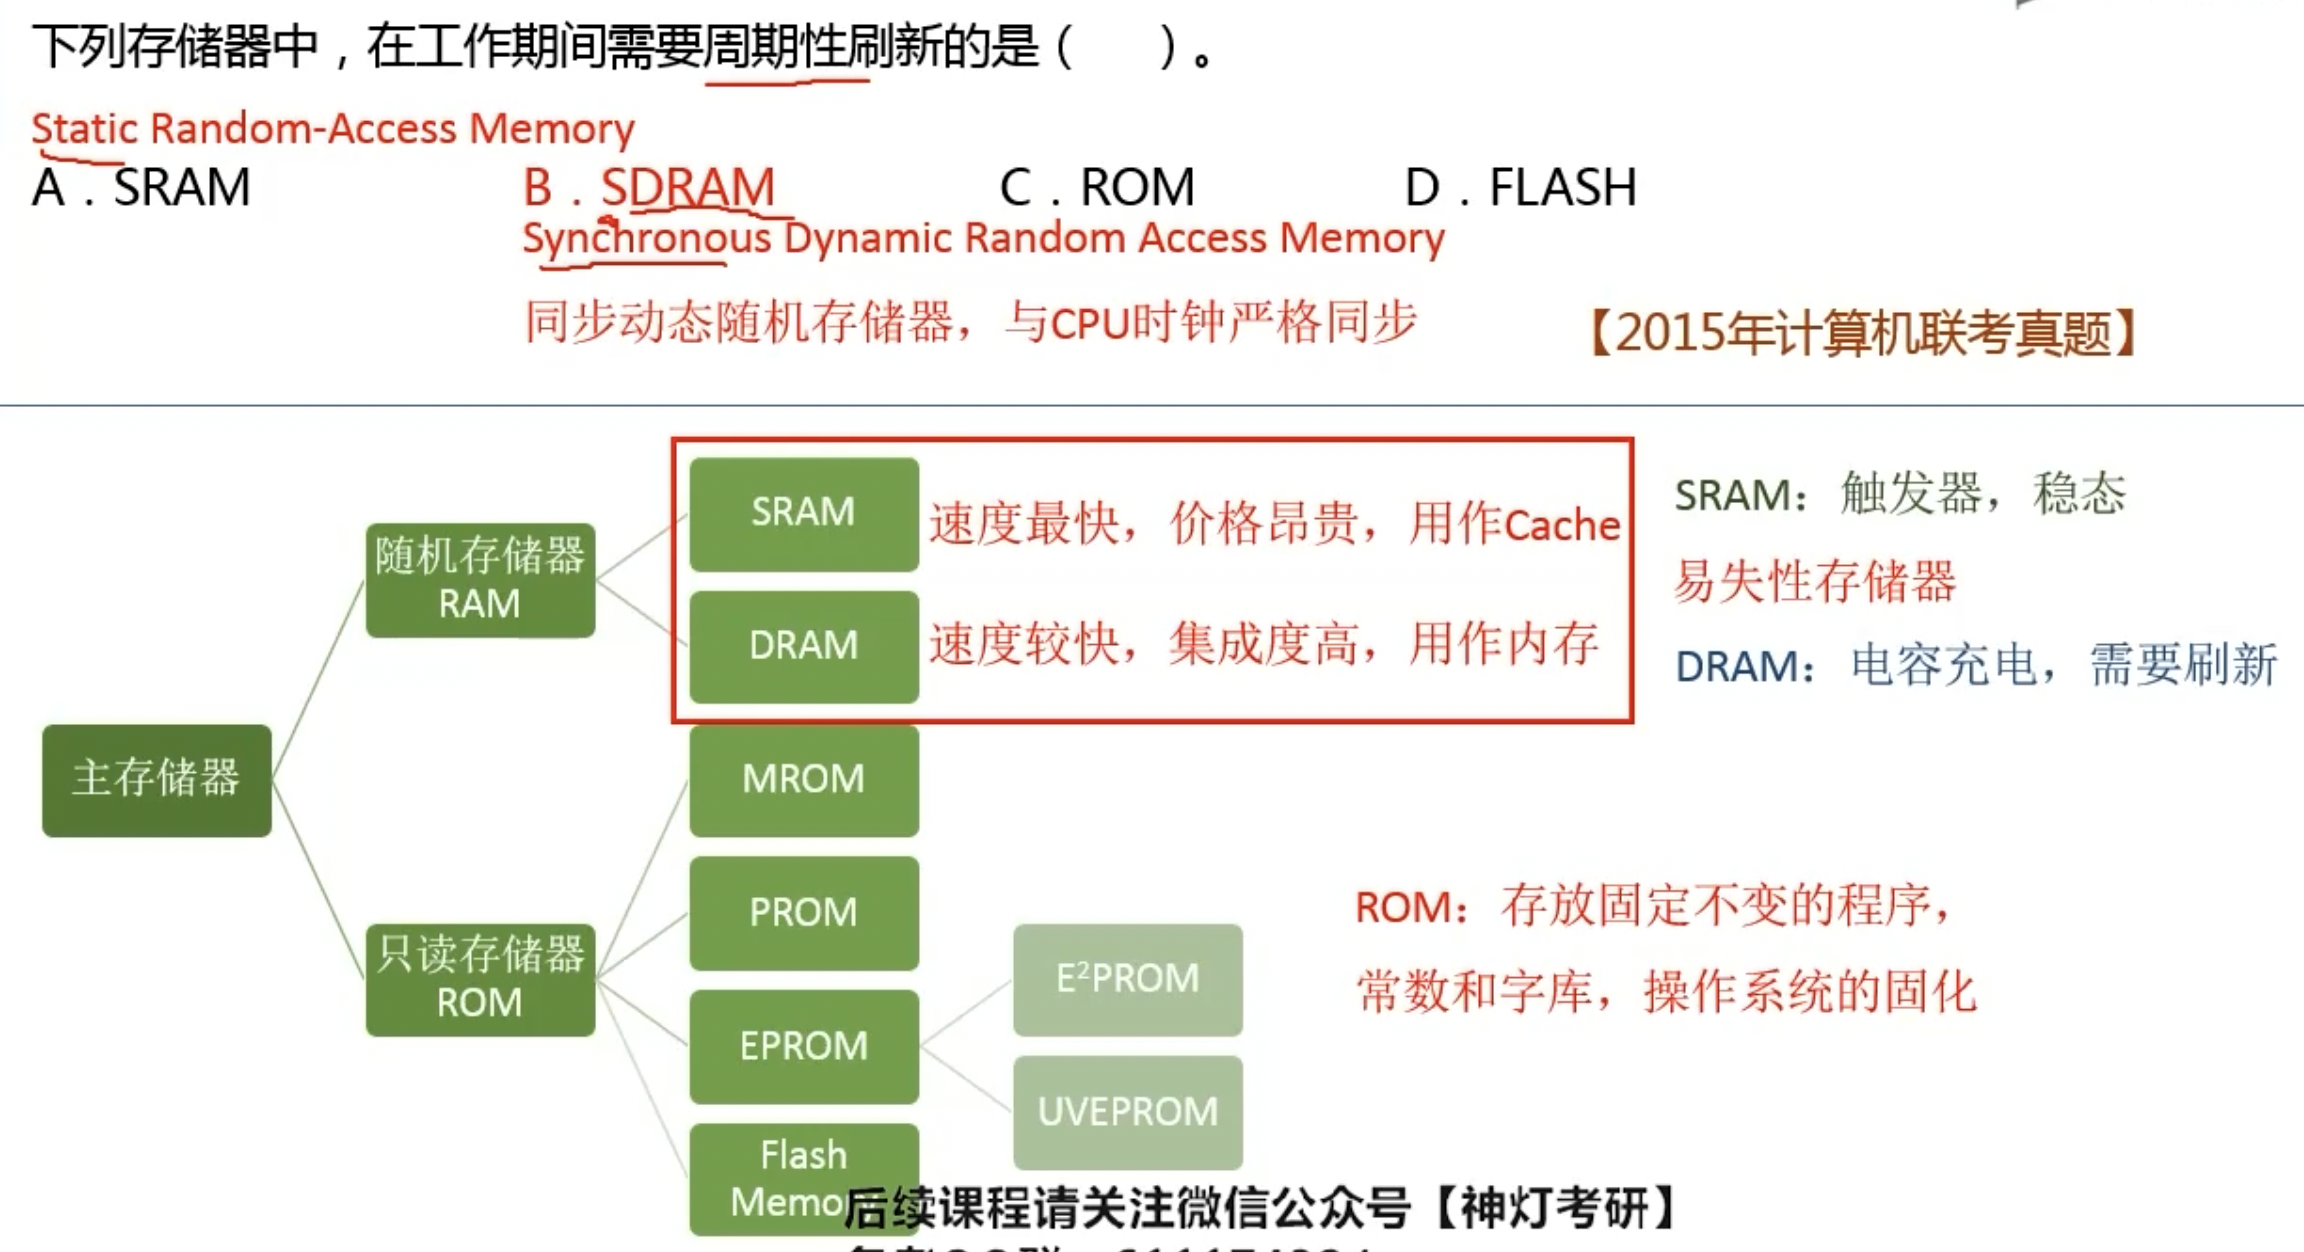 下列存储器中，在工作期间需要周期性刷新的是（　　）。
Static Random-Access Memory
A．SRAM B．SDRAM C．ROM D．FLASH
Synchronous Dynamic Random Access Memory
同步动态随机存储器，与CPU时钟严格同步
【2015年计算机联考真题】
SRAM
速度最快，价格昂贵，用作Cache
SRAM：触发器，稳态
随机存储器
RAM
易失性存储器
DRAM
速度较快，集成度高，用作内存
DRAM：电容充电，需要刷新
主存储器
MROM
PROM
只读存储器
ROM
E²PROM
ROM：存放固定不变的程序，
常数和字库，操作系统的固化
EPROM
UVEPROM
Flash
Memory
后续课程请关注微信公众号【神灯考研】